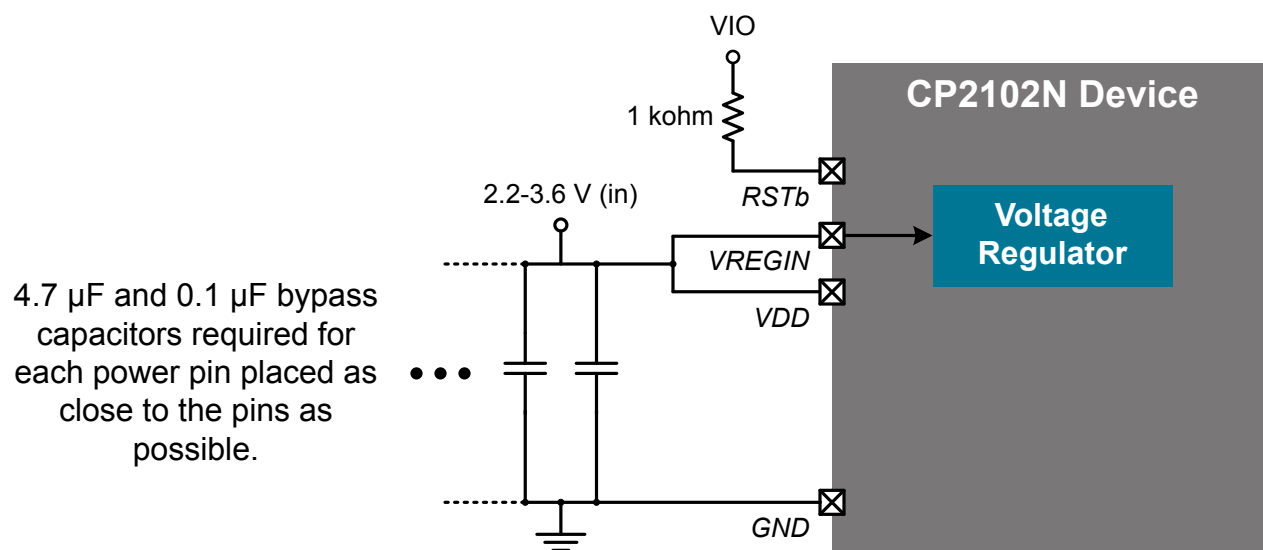 VIO
CP2102N Device
1 kohm
RSTb
2.2-3.6 V (in)
Voltage
Regulator
VREGIN
VDD
4.7 µF and 0.1 µF bypass
capacitors required for
each power pin placed as
close to the pins as
possible.
GND